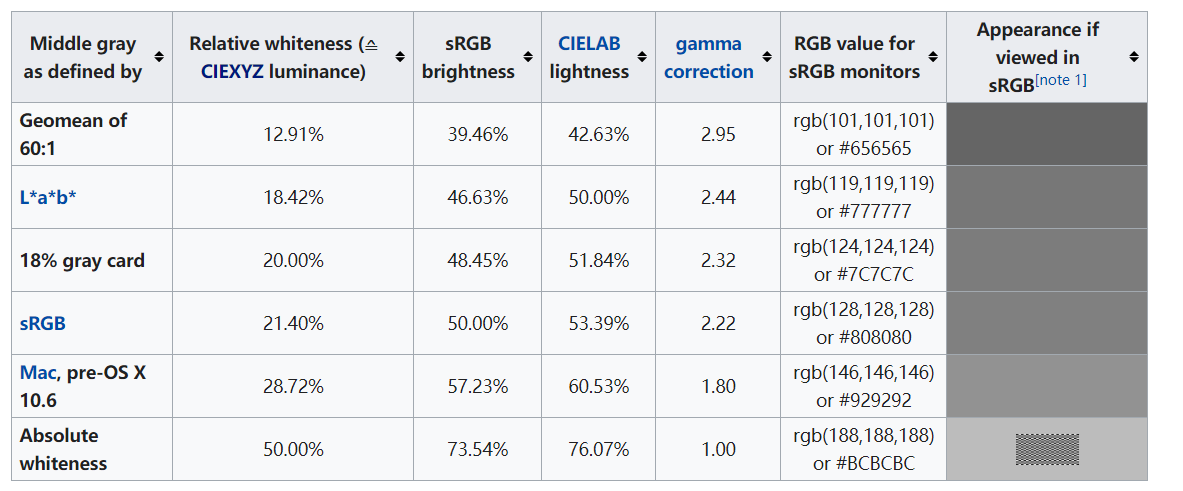 Middle gray as defined by
Relative whiteness (≙ CIEXYZ luminance)
sRGB brightness
CIELAB lightness
gamma correction
RGB value for sRGB monitors
Appearance if viewed in sRGB[note 1]
Geomean of 60:1
12.91%
39.46%
42.63%
2.95
rgb(101,101,101) or #656565
L*a*b*
18.42%
46.63%
50.00%
2.44
rgb(119,119,119) or #777777
18% gray card
20.00%
48.45%
51.84%
2.32
rgb(124,124,124) or #7C7C7C
sRGB
21.40%
50.00%
53.39%
2.22
rgb(128,128,128) or #808080
Mac, pre-OS X 10.6
28.72%
57.23%
60.53%
1.80
rgb(146,146,146) or #929292
Absolute whiteness
50.00%
73.54%
76.07%
1.00
rgb(188,188,188) or #BCBCBC